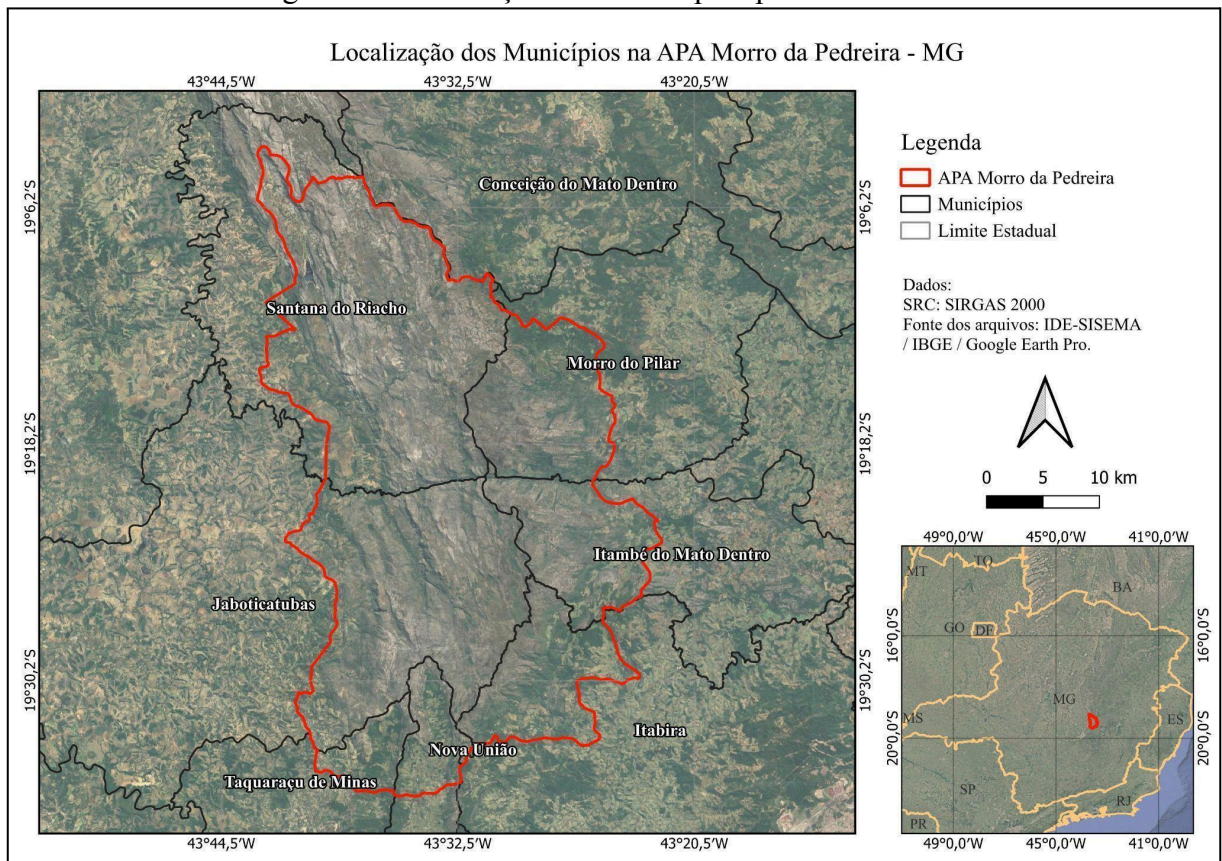 Localização dos Municípios na APA Morro da Pedreira - MG
43°44,5'W 43°32,5'W 43°20,5'W
19°6,2'S 19°6,2'S
19°18,2'S 19°18,2'S
19°30,2'S 19°30,2'S
Conceição do Mato Dentro
Santana do Riacho
Morro do Pilar
Itambé do Mato Dentro
Jaboticatubas
Itabira
Nova União
Taquaraçu de Minas
43°44,5'W 43°32,5'W 43°20,5'W
Legenda
APA Morro da Pedreira
Municípios
Limite Estadual
Dados:
SRC: SIRGAS 2000
Fonte dos arquivos: IDE-SISEMA
/ IBGE / Google Earth Pro.
0 5 10 km
49°0,0'W 45°0,0'W 41°0,0'W
MT TO
BA
GO DF
16°0,0'S 16°0,0'S
MG
MS ES
20°0,0'S 20°0,0'S
SP RJ
PR
49°0,0'W 45°0,0'W 41°0,0'W